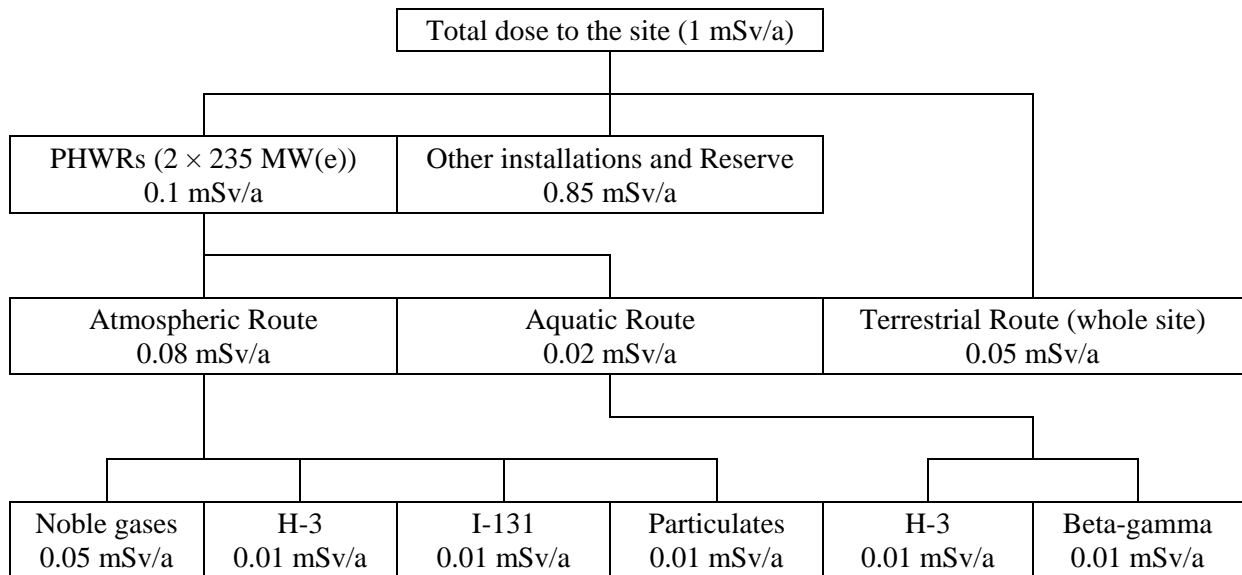 Total dose to the site (1 mSv/a)
PHWRs (2 × 235 MW(e))
0.1 mSv/a
Other installations and Reserve
0.85 mSv/a
Atmospheric Route
0.08 mSv/a
Aquatic Route
0.02 mSv/a
Terrestrial Route (whole site)
0.05 mSv/a
Noble gases
0.05 mSv/a
H-3
0.01 mSv/a
I-131
0.01 mSv/a
Particulates
0.01 mSv/a
H-3
0.01 mSv/a
Beta-gamma
0.01 mSv/a